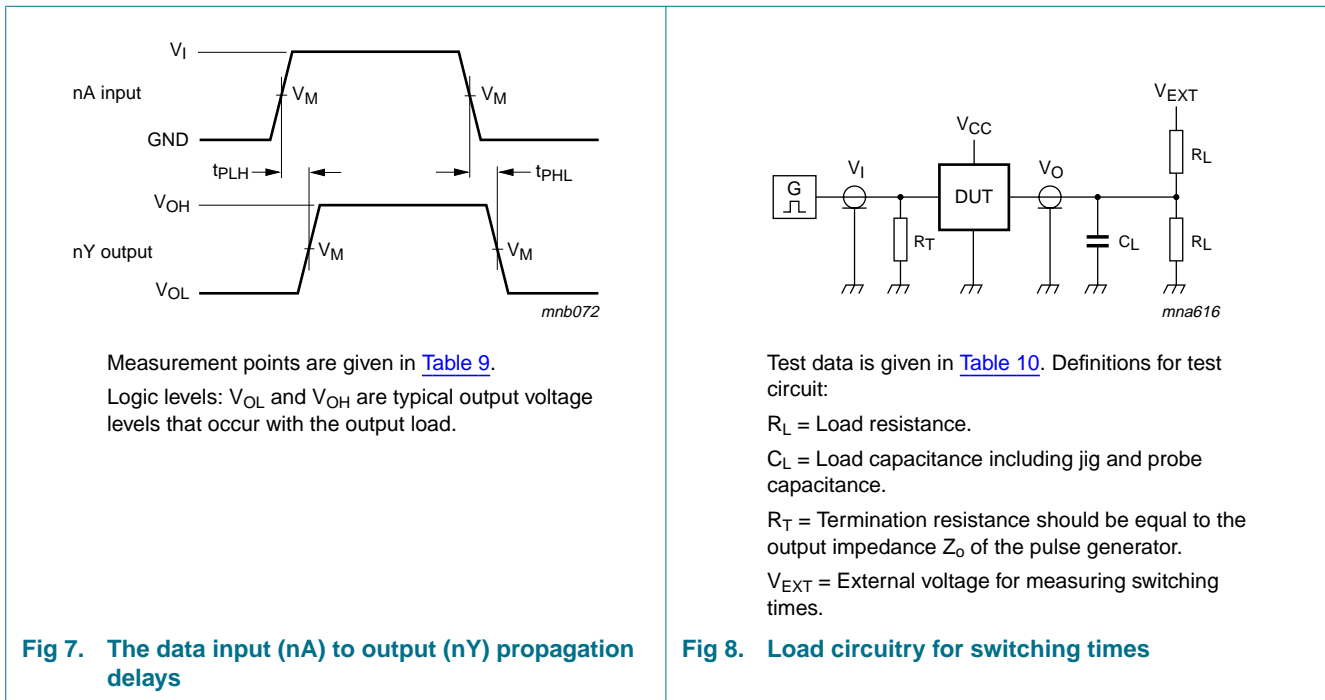 VI
nA input
VM
VM
GND
tPLH
tPHL
VOH
nY output
VM
VM
VOL
mnb072
Measurement points are given in Table 9.
Logic levels: VOL and VOH are typical output voltage
levels that occur with the output load.
Fig 7. The data input (nA) to output (nY) propagation
delays
VEXT
VCC
RL
VI
VO
G
DUT
RT
CL
RL
mna616
Test data is given in Table 10. Definitions for test
circuit:
RL = Load resistance.
CL = Load capacitance including jig and probe
capacitance.
RT = Termination resistance should be equal to the
output impedance Zo of the pulse generator.
VEXT = External voltage for measuring switching
times.
Fig 8. Load circuitry for switching times